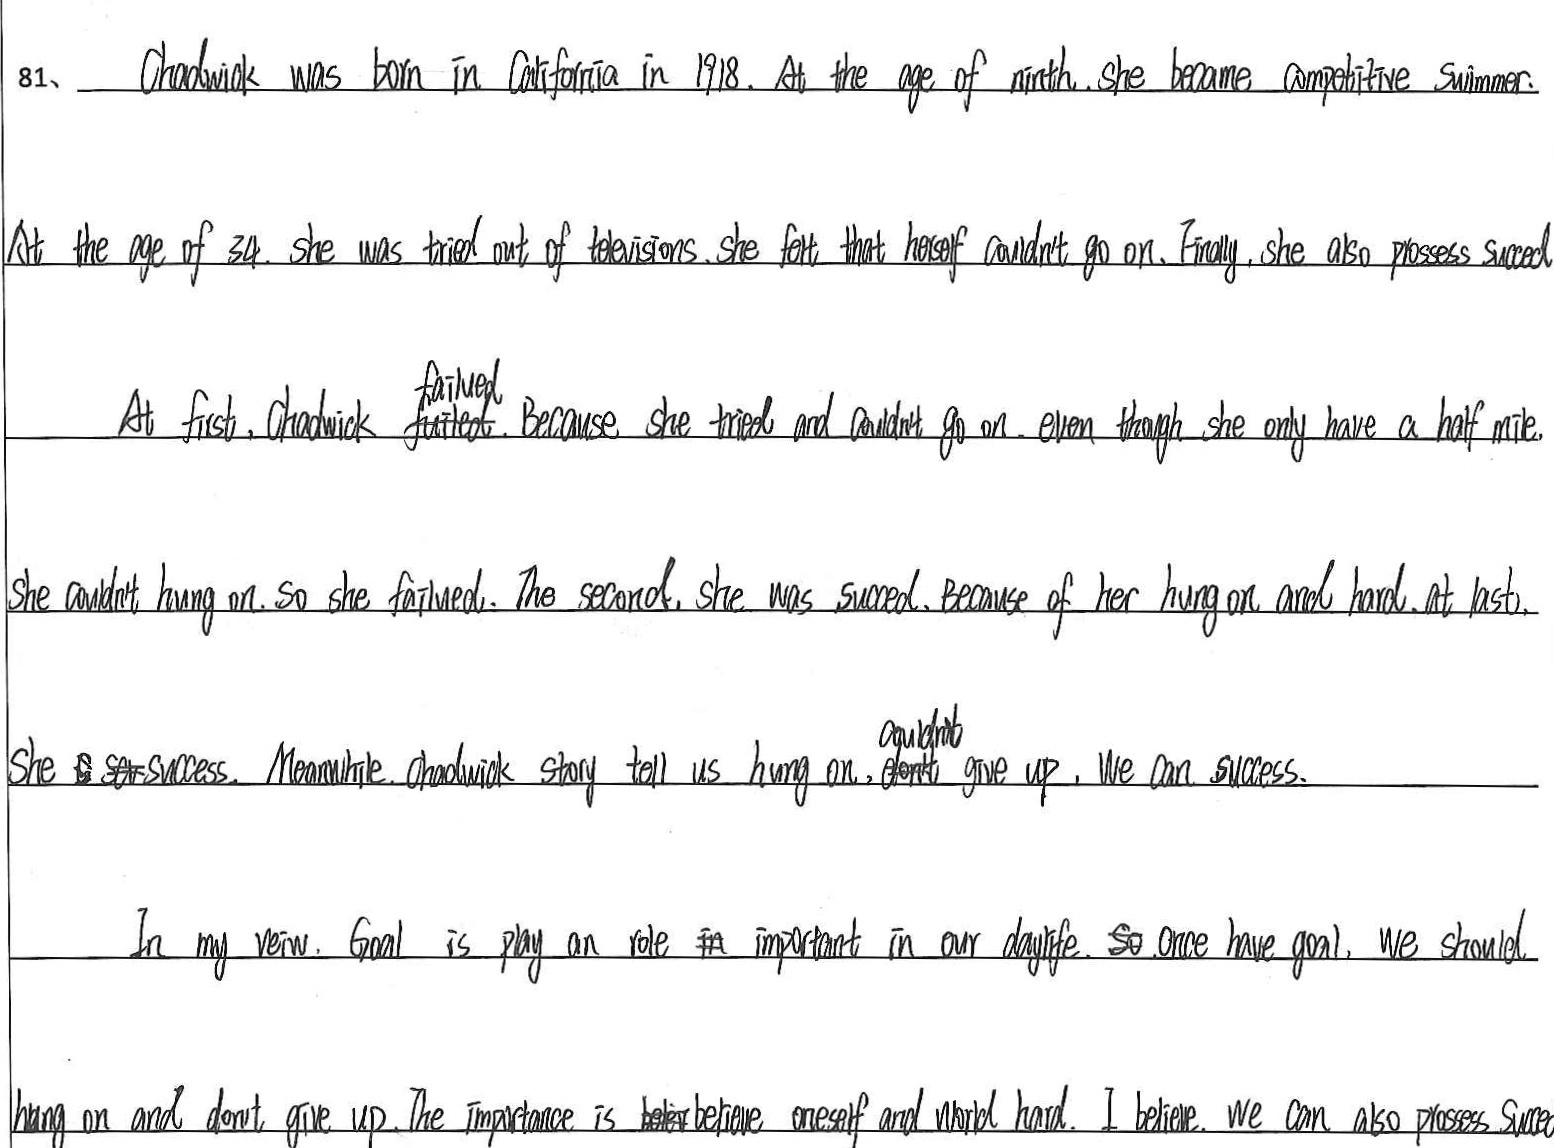 81、 Chadwick was born in California in 1918. At the age of ninth. she became competitive swimmer.
At the age of 34. she was tried out of televisions. she felt that herself couldn't go on. Finally, she also prossess succed
failued
At first, Chadwick failed. Because she tried and couldn't go on. even though she only have a half mile.
she couldn't hung on. so she failued. The second, she was succed. Because of her hung on and hard. At last,
she success. Meanwhile. Chadwick story tell us hung on, give up, We can success.
In my veiw. Goal is play an role important in our daylife. Once have goal, we should
hang on and don't give up. The importance is believe oneself and world hard. I believe. We can also prossess